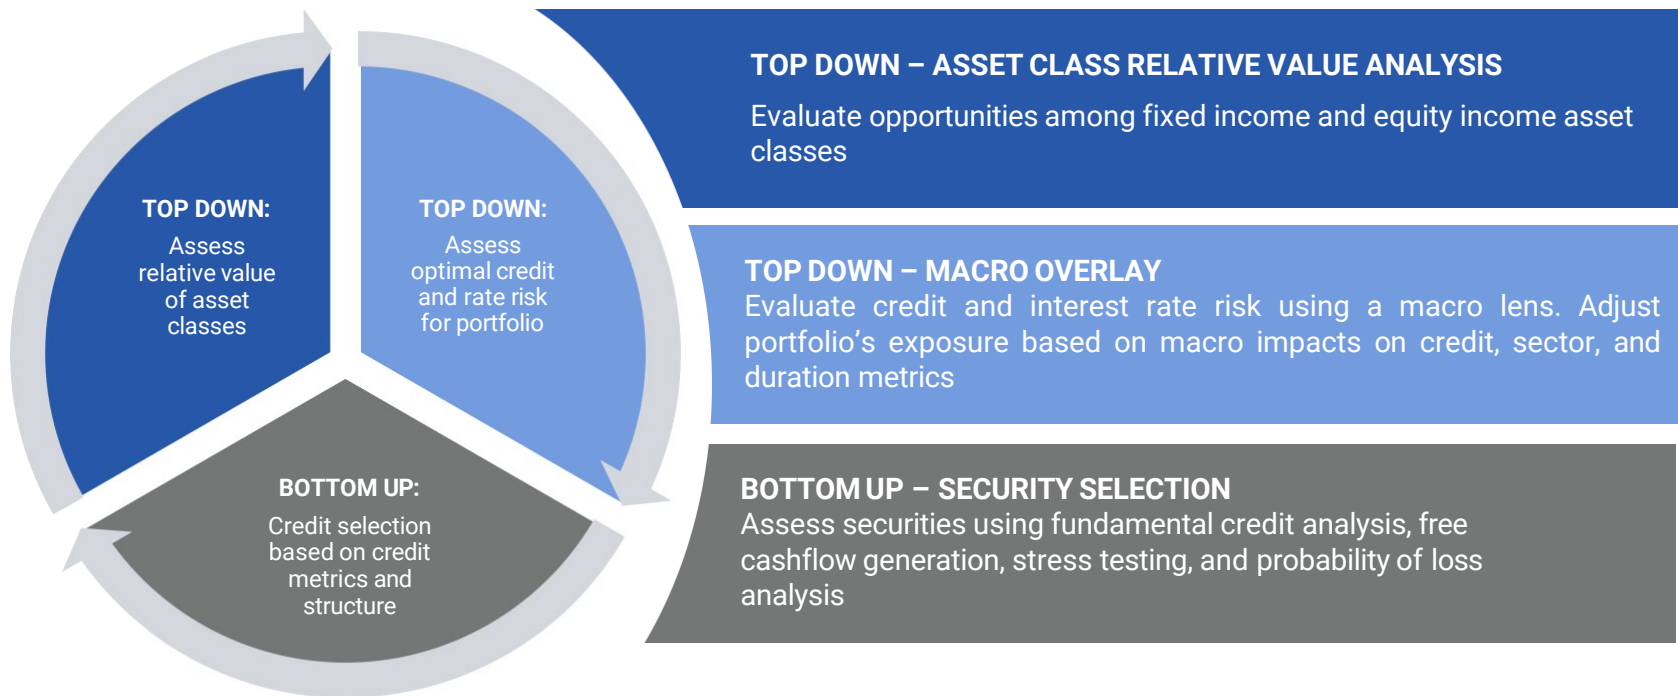 TOP DOWN:
Assess
relative value
of asset
classes
TOP DOWN:
Assess
optimal credit
and rate risk
for portfolio
BOTTOM UP:
Credit selection
based on credit
metrics and
structure
TOP DOWN – ASSET CLASS RELATIVE VALUE ANALYSIS
Evaluate opportunities among fixed income and equity income asset
classes
TOP DOWN – MACRO OVERLAY
Evaluate credit and interest rate risk using a macro lens. Adjust
portfolio’s exposure based on macro impacts on credit, sector, and
duration metrics
BOTTOM UP – SECURITY SELECTION
Assess securities using fundamental credit analysis, free
cashflow generation, stress testing, and probability of loss
analysis